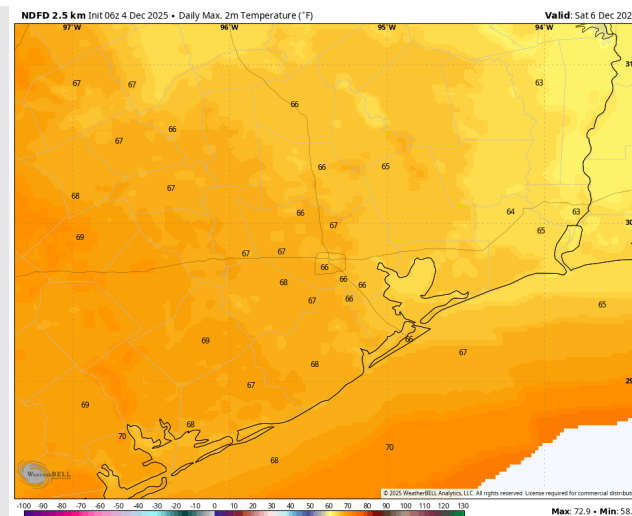 NDFD 2.5 km Init 06z 4 Dec 2025 • Daily Max. 2m Temperature (°F)
Valid: Sat 6 Dec 202
97°W 96°W 95°W 94°W
31
67 67 63
66
67 66
66 65
68 67
66 64 63
67 65 30
69
67 67
66
68 66 66
67 66
65
69 66
67
68
67 29
69
68
70
68 70
WEATHERBELL
© 2025 WeatherBELL Analytics, LLC. All rights reserved. License required for commercial distribut
-100 -90 -80 -70 -60 -50 -40 -30 -20 -10 0 10 20 30 40 50 60 70 80 90 100 110 120 130
Max: 72.9 • Min: 58.